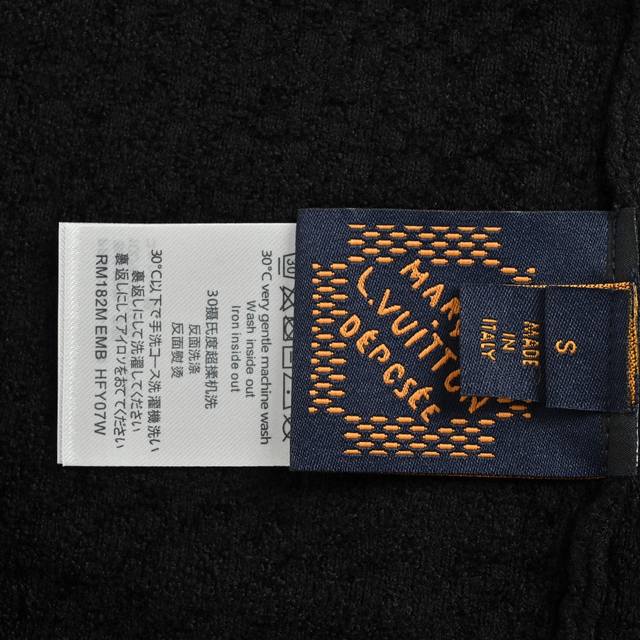 MARQUE
L.VUITTON
DÉPOSÉE
S
MADE
IN
ITALY
30°C very gentle machine wash
Wash inside out
Iron inside out
30摄氏度超揉机洗
反面洗涤
反面熨烫
30°C以下で手洗コース洗濯機洗い
裏返しにして洗濯してください
裏返しにしてアイロンをおてください
RM182M EMB HFY07W